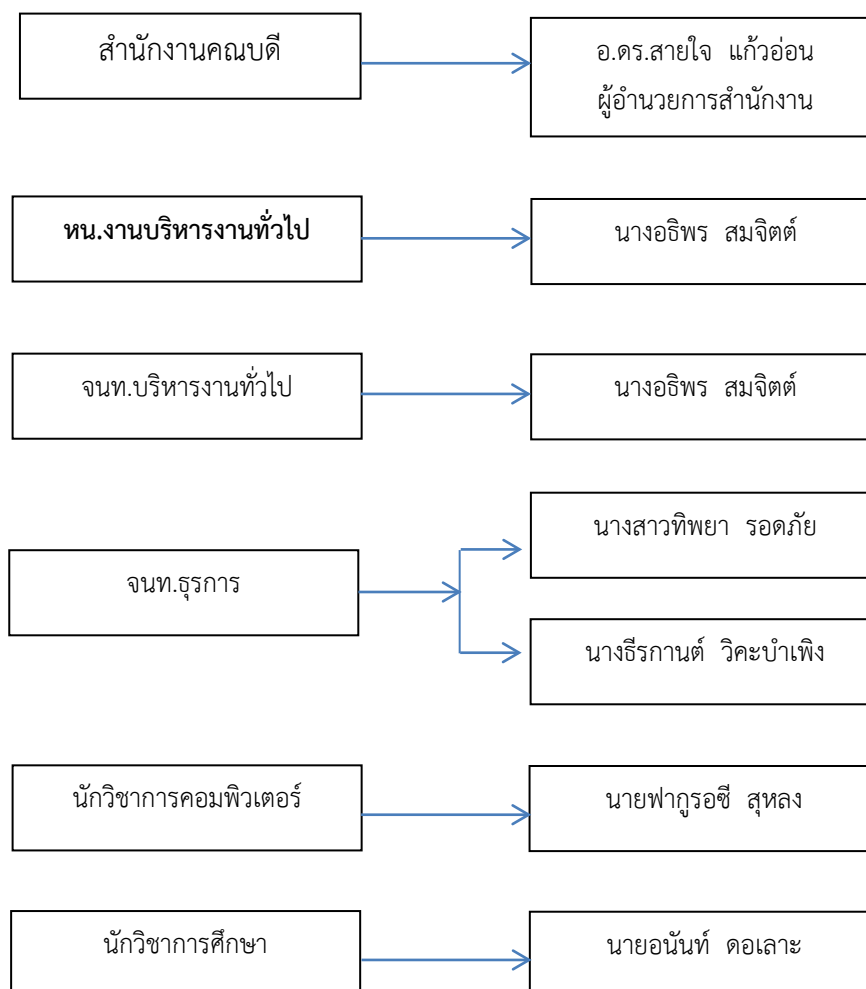 สำนักงานคณบดี
อ.ดร.สายใจ แก้วอ่อน
ผู้อำนวยการสำนักงาน
หน.งานบริหารงานทั่วไป
นางอธิพร สมจิตต์
จนท.บริหารงานทั่วไป
นางอธิพร สมจิตต์
จนท.ธุรการ
นางสาวทิพยา รอดภัย
นางธีรกานต์ วิคะบำเพิง
นักวิชาการคอมพิวเตอร์
นายฟากูรอซี สุหลง
นักวิชาการศึกษา
นายอนันท์ ดอเลาะ